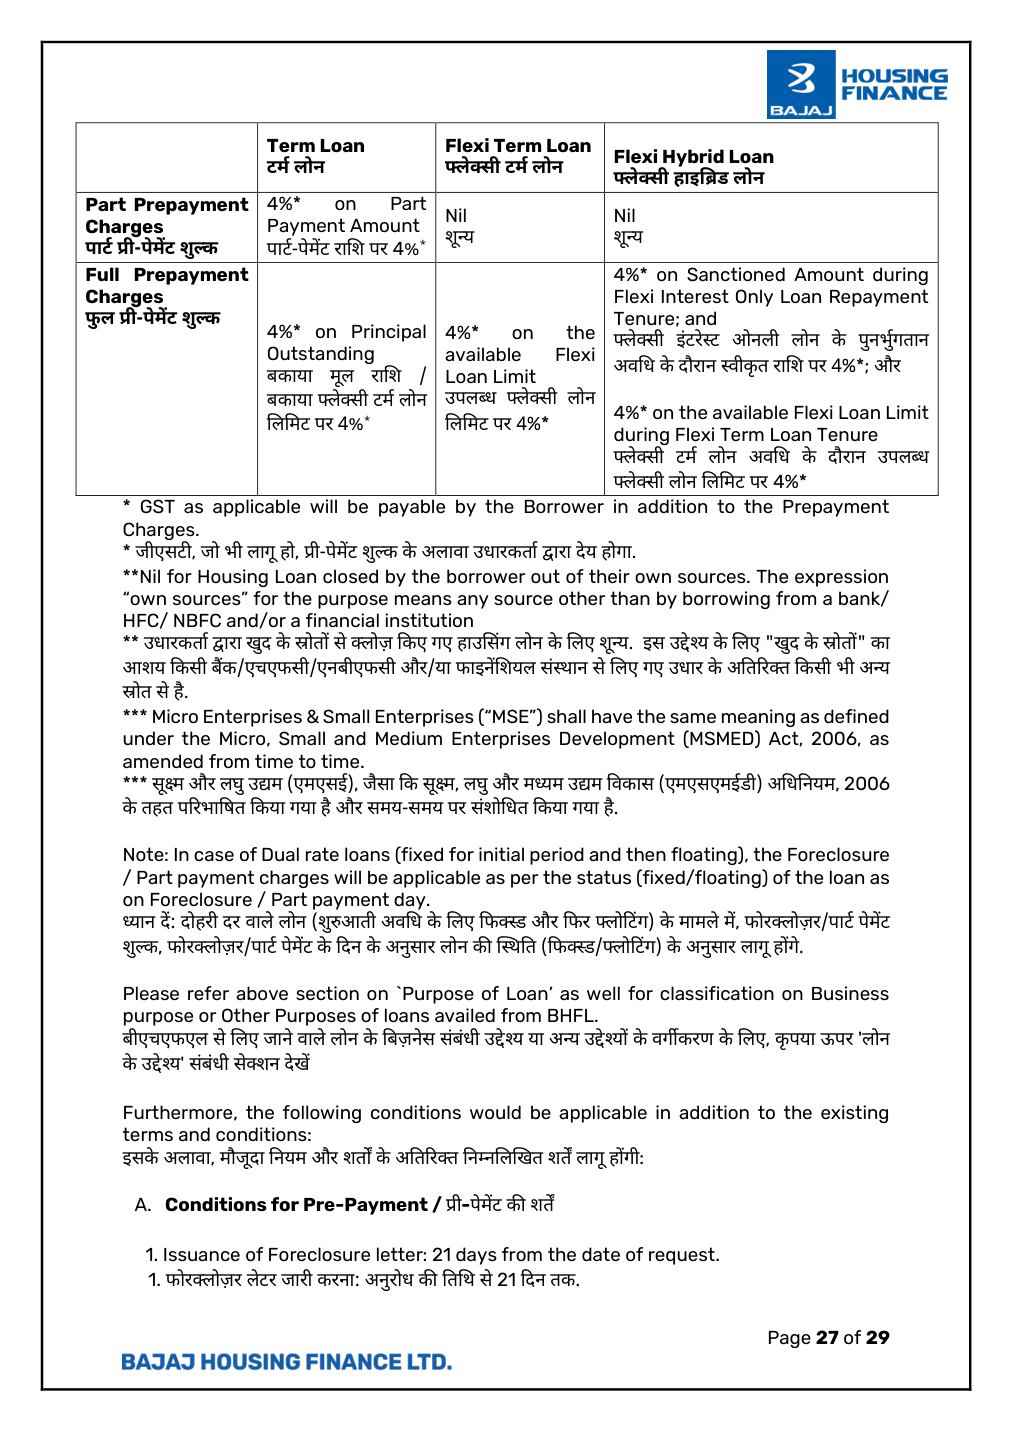 BAJAJ
HOUSING
FINANCE
Term Loan
टर्म लोन
Flexi Term Loan
फ्लेक्सी टर्म लोन
Flexi Hybrid Loan
फ्लेक्सी हाइब्रिड लोन
Part Prepayment
Charges
पार्ट प्री-पेमेंट शुल्क
4%* on Part
Payment Amount
पार्ट-पेमेंट राशि पर 4%*
Nil
शून्य
Nil
शून्य
Full Prepayment
Charges
फुल प्री-पेमेंट शुल्क
4%* on Principal
Outstanding
बकाया मूल राशि /
बकाया फ्लेक्सी टर्म लोन
लिमिट पर 4%*
4%* on the
available Flexi
Loan Limit
उपलब्ध फ्लेक्सी लोन
लिमिट पर 4%*
4%* on Sanctioned Amount during
Flexi Interest Only Loan Repayment
Tenure; and
फ्लेक्सी इंटरेस्ट ओनली लोन के पुनर्भुगतान
अवधि के दौरान स्वीकृत राशि पर 4%*; और
4%* on the available Flexi Loan Limit
during Flexi Term Loan Tenure
फ्लेक्सी टर्म लोन अवधि के दौरान उपलब्ध
फ्लेक्सी लोन लिमिट पर 4%*
* GST as applicable will be payable by the Borrower in addition to the Prepayment
Charges.
* जीएसटी, जो भी लागू हो, प्री-पेमेंट शुल्क के अलावा उधारकर्ता द्वारा देय होगा.
**Nil for Housing Loan closed by the borrower out of their own sources. The expression
“own sources” for the purpose means any source other than by borrowing from a bank/
HFC/ NBFC and/or a financial institution
** उधारकर्ता द्वारा खुद के स्रोतों से क्लोज़ किए गए हाउसिंग लोन के लिए शून्य. इस उद्देश्य के लिए "खुद के स्रोतों" का
आशय किसी बैंक/एचएफसी/एनबीएफसी और/या फाइनेंशियल संस्थान से लिए गए उधार के अतिरिक्त किसी भी अन्य
स्रोत से है.
*** Micro Enterprises & Small Enterprises (“MSE”) shall have the same meaning as defined
under the Micro, Small and Medium Enterprises Development (MSMED) Act, 2006, as
amended from time to time.
*** सूक्ष्म और लघु उद्यम (एमएसई), जैसा कि सूक्ष्म, लघु और मध्यम उद्यम विकास (एमएसएमईडी) अधिनियम, 2006
के तहत परिभाषित किया गया है और समय-समय पर संशोधित किया गया है.
Note: In case of Dual rate loans (fixed for initial period and then floating), the Foreclosure
/ Part payment charges will be applicable as per the status (fixed/floating) of the loan as
on Foreclosure / Part payment day.
ध्यान दें: दोहरी दर वाले लोन (शुरुआती अवधि के लिए फिक्स्ड और फिर फ्लोटिंग) के मामले में, फोरक्लोज़र/पार्ट पेमेंट
शुल्क, फोरक्लोज़र/पार्ट पेमेंट के दिन के अनुसार लोन की स्थिति (फिक्स्ड/फ्लोटिंग) के अनुसार लागू होंगे.
Please refer above section on `Purpose of Loan’ as well for classification on Business
purpose or Other Purposes of loans availed from BHFL.
बीएचएफएल से लिए जाने वाले लोन के बिज़नेस संबंधी उद्देश्य या अन्य उद्देश्यों के वर्गीकरण के लिए, कृपया ऊपर 'लोन
के उद्देश्य' संबंधी सेक्शन देखें
Furthermore, the following conditions would be applicable in addition to the existing
terms and conditions:
इसके अलावा, मौजूदा नियम और शर्तों के अतिरिक्त निम्नलिखित शर्तें लागू होंगी:
A. Conditions for Pre-Payment / प्री-पेमेंट की शर्तें
1. Issuance of Foreclosure letter: 21 days from the date of request.
1. फोरक्लोज़र लेटर जारी करना: अनुरोध की तिथि से 21 दिन तक.
Page 27 of 29
BAJAJ HOUSING FINANCE LTD.